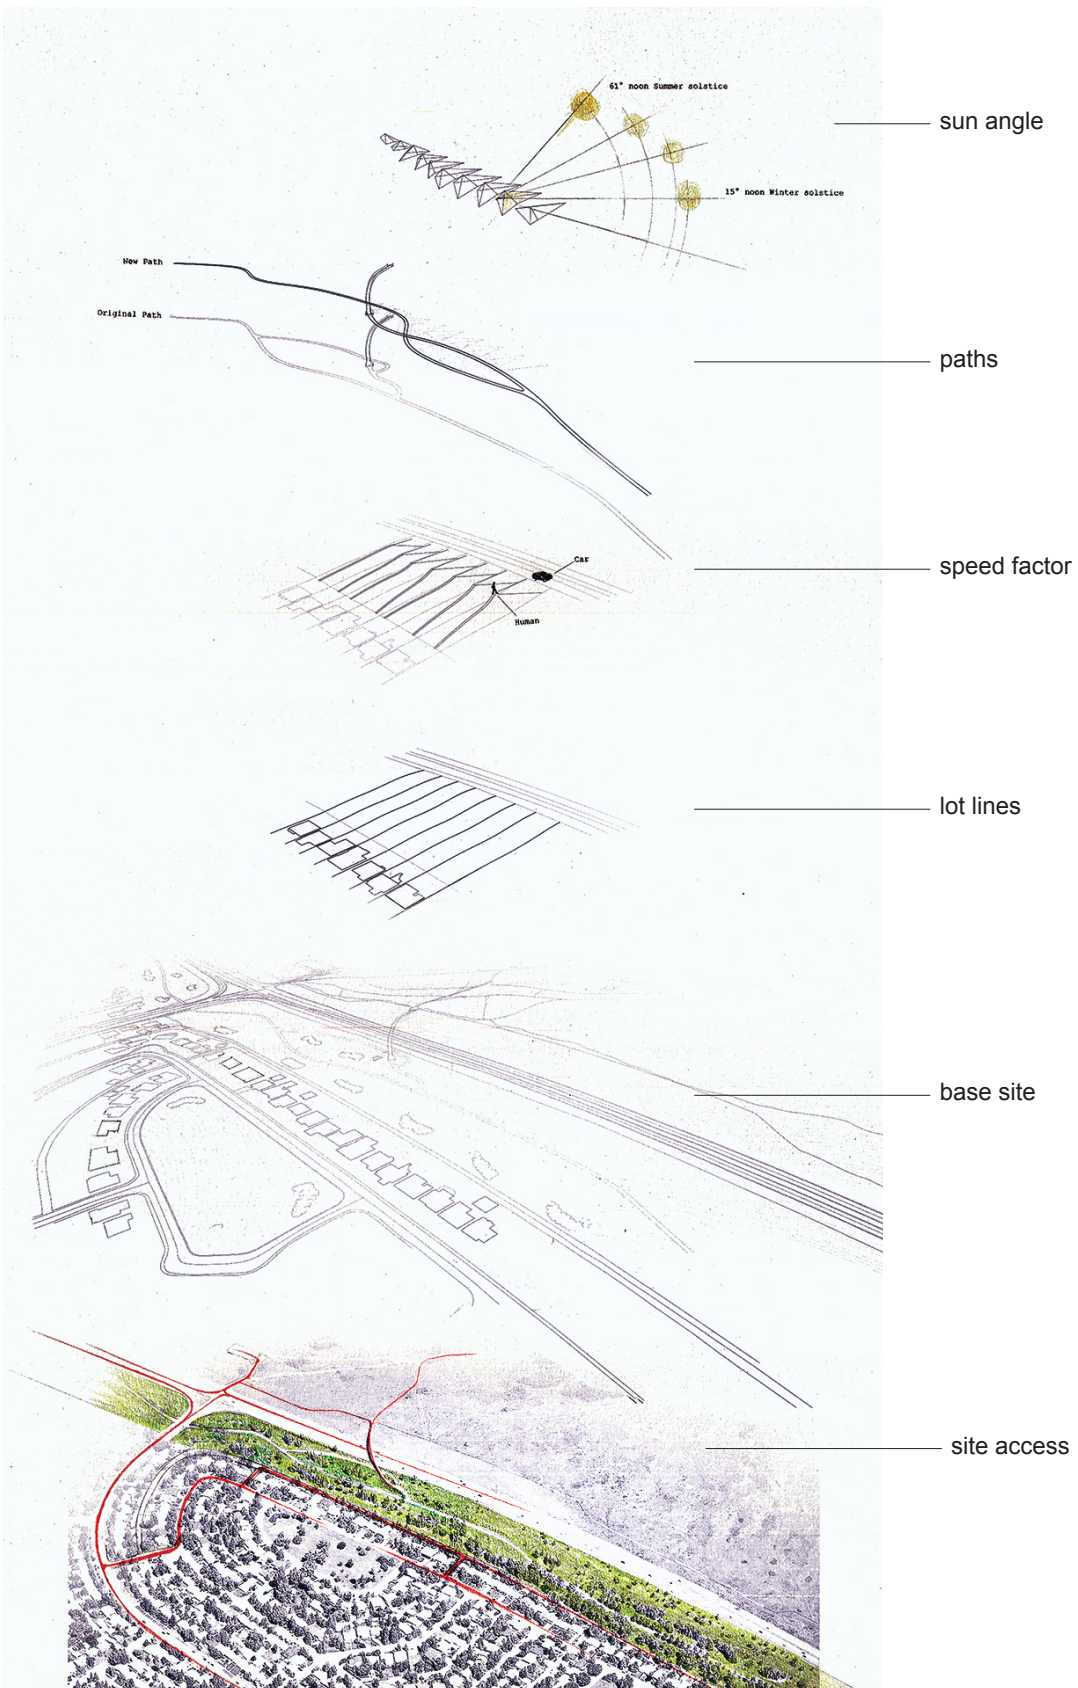 61° noon Summer solstice
sun angle
15° noon Winter solstice
New Path
Original Path
paths
Car
speed factor
Human
lot lines
base site
site access